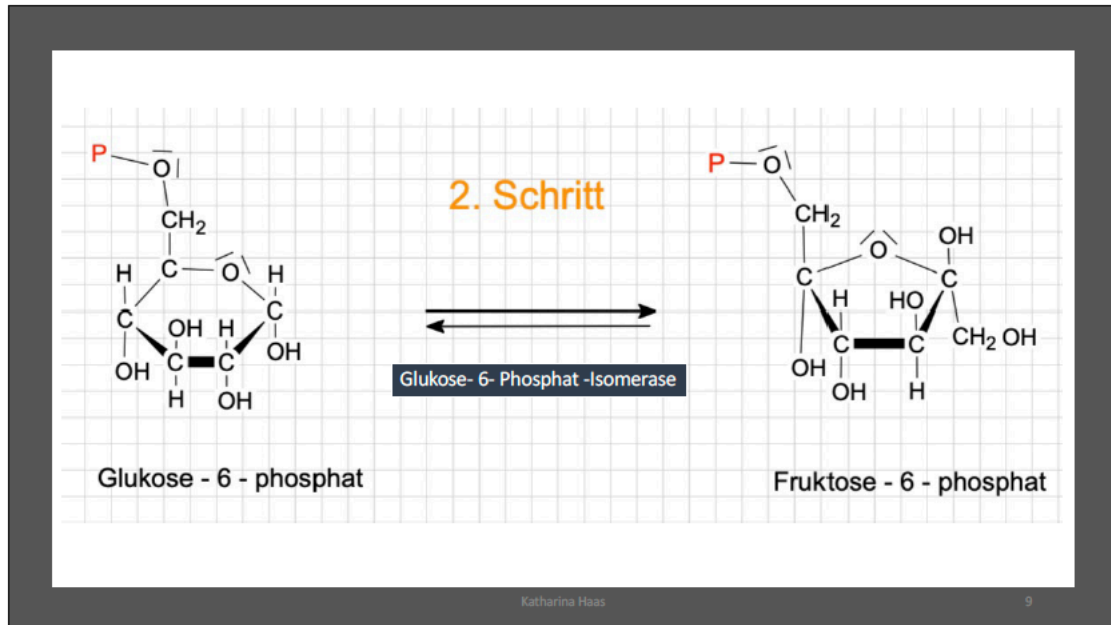 2. Schritt
P
O
CH2
H
C
O
H
C
C
OH
H
C
C
OH
OH
H
OH
Glukose- 6- Phosphat -Isomerase
P
O
CH2
O
OH
C
C
H
HO
C
C
CH2 OH
OH
OH
H
Glukose - 6 - phosphat
Fruktose - 6 - phosphat
Katharina Haas
9